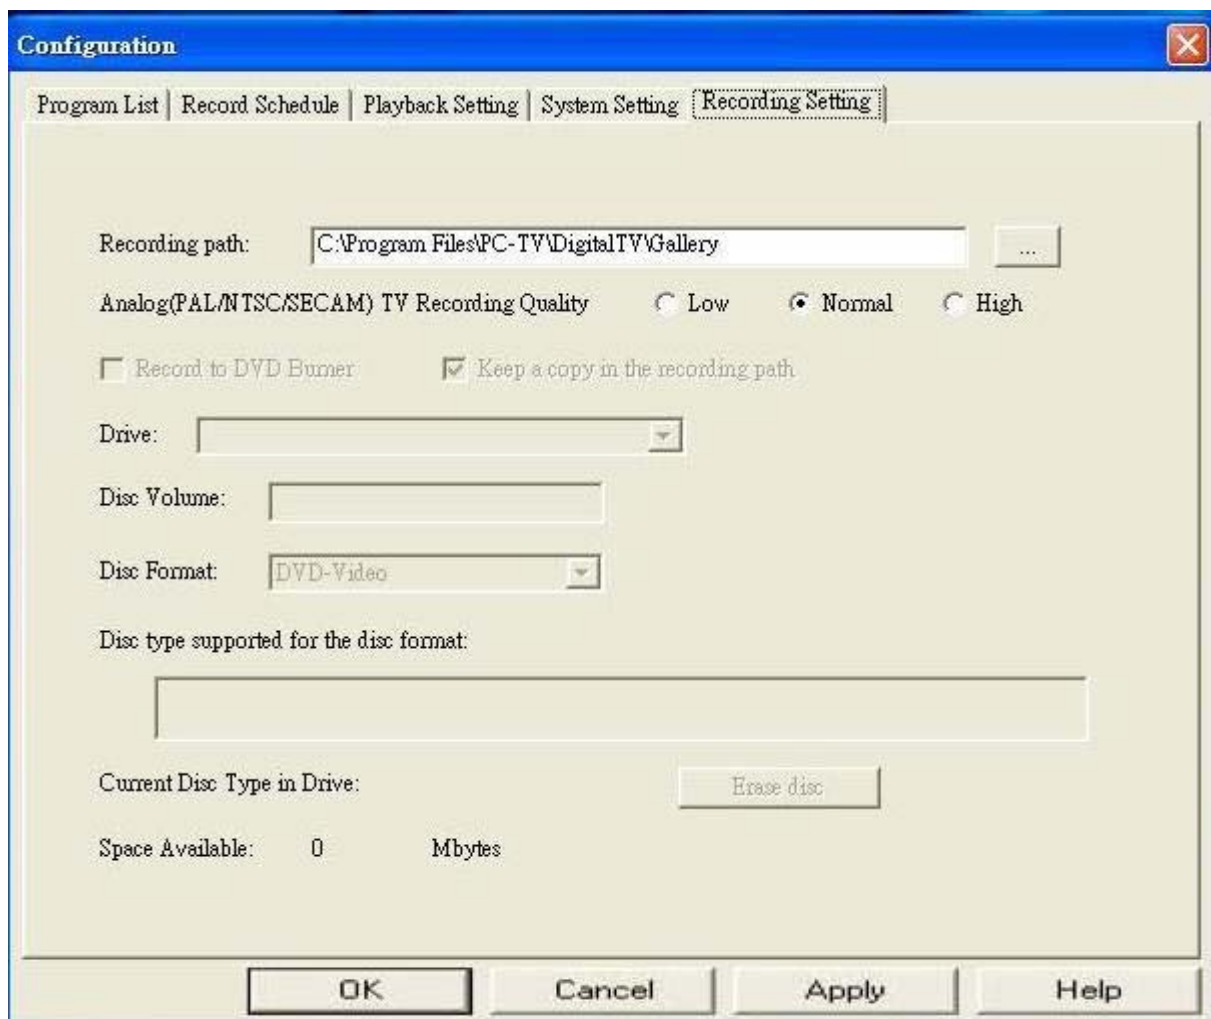 Configuration
Program List Record Schedule Playback Setting System Setting Recording Setting
Recording path: C:\Program Files\PC-TV\DigitalTV\Gallery ...
Analog(PAL/NTSC/SECAM) TV Recording Quality Low Normal High
Record to DVD Burner Keep a copy in the recording path
Drive:
Disc Volume:
Disc Format: DVD-Video
Disc type supported for the disc format:
Current Disc Type in Drive: Erase disc
Space Available: 0 Mbytes
OK Cancel Apply Help